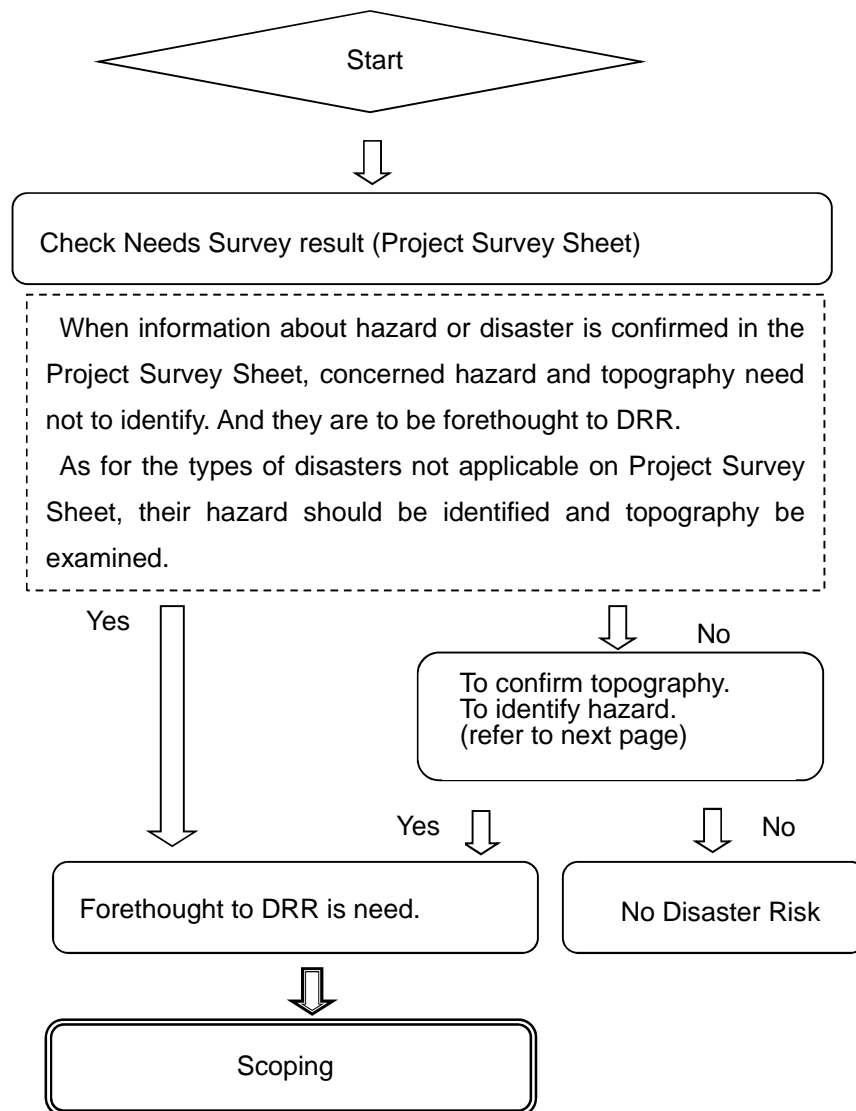 Start
Check Needs Survey result (Project Survey Sheet)
When information about hazard or disaster is confirmed in the
Project Survey Sheet, concerned hazard and topography need
not to identify. And they are to be forethought to DRR.
As for the types of disasters not applicable on Project Survey
Sheet, their hazard should be identified and topography be
examined.
Yes
No
To confirm topography.
To identify hazard.
(refer to next page)
Yes
No
Forethought to DRR is need.
No Disaster Risk
Scoping